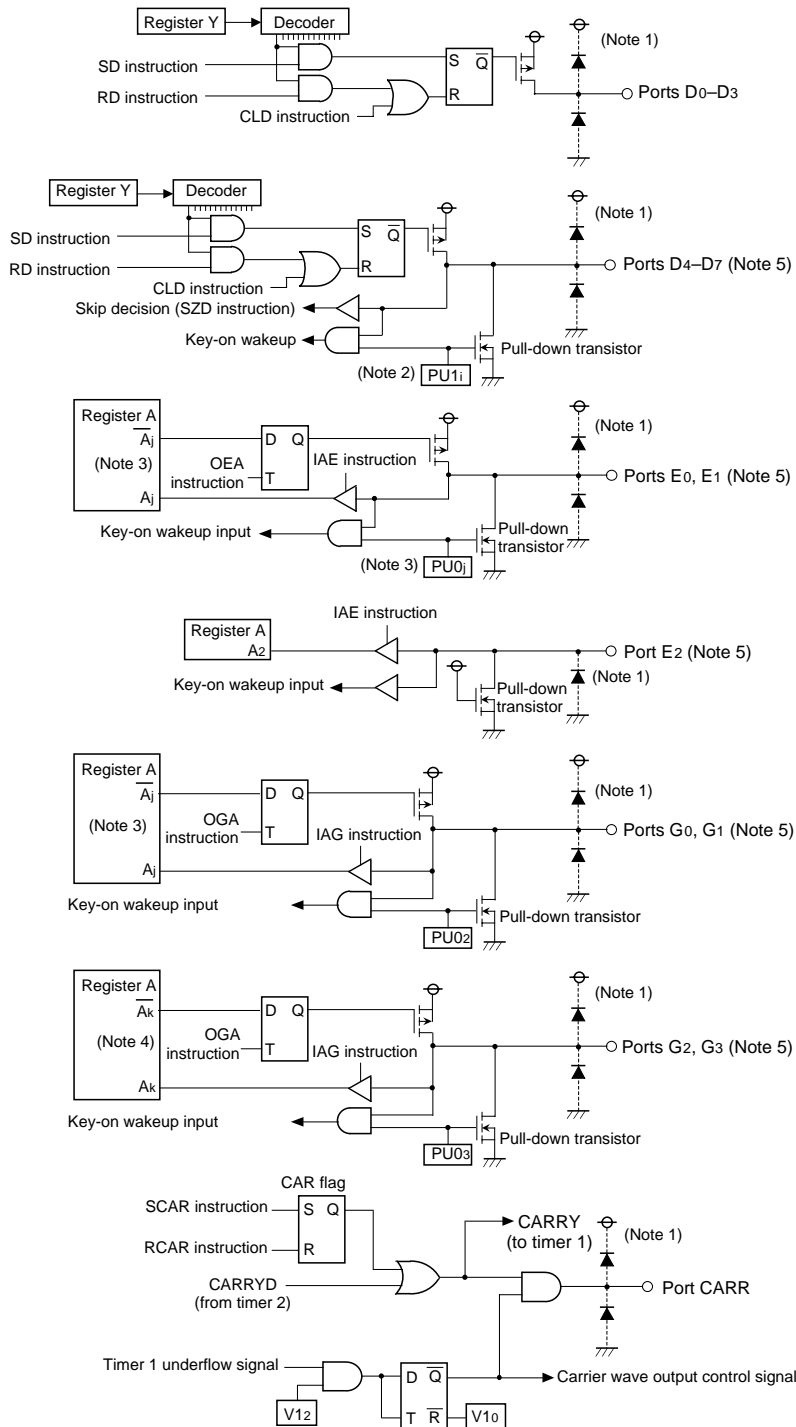 Register Y
Decoder
(Note 1)
SD instruction
S
Q
RD instruction
R
Ports D0–D3
CLD instruction
Register Y
Decoder
(Note 1)
SD instruction
S
Q
RD instruction
R
Ports D4–D7 (Note 5)
CLD instruction
Skip decision (SZD instruction)
Key-on wakeup
Pull-down transistor
(Note 2)
PU1i
Register A
(Note 1)
Aj
D
Q
(Note 3)
OEA
instruction
IAE instruction
T
Ports E0, E1 (Note 5)
Aj
Key-on wakeup input
Pull-down
transistor
(Note 3)
PU0j
IAE instruction
Register A
A2
Port E2 (Note 5)
(Note 1)
Key-on wakeup input
Pull-down
transistor
Register A
(Note 1)
Aj
D
Q
(Note 3)
OGA
instruction
T
IAG instruction
Ports G0, G1 (Note 5)
Aj
Key-on wakeup input
Pull-down transistor
PU02
Register A
(Note 1)
Ak
D
Q
(Note 4)
OGA
instruction
T
IAG instruction
Ports G2, G3 (Note 5)
Ak
Key-on wakeup input
Pull-down transistor
PU03
CAR flag
SCAR instruction
S
Q
CARRY
(to timer 1)
(Note 1)
RCAR instruction
R
CARRYD
(from timer 2)
Port CARR
Timer 1 underflow signal
D
Q
Carrier wave output control signal
V12
T
R
V10